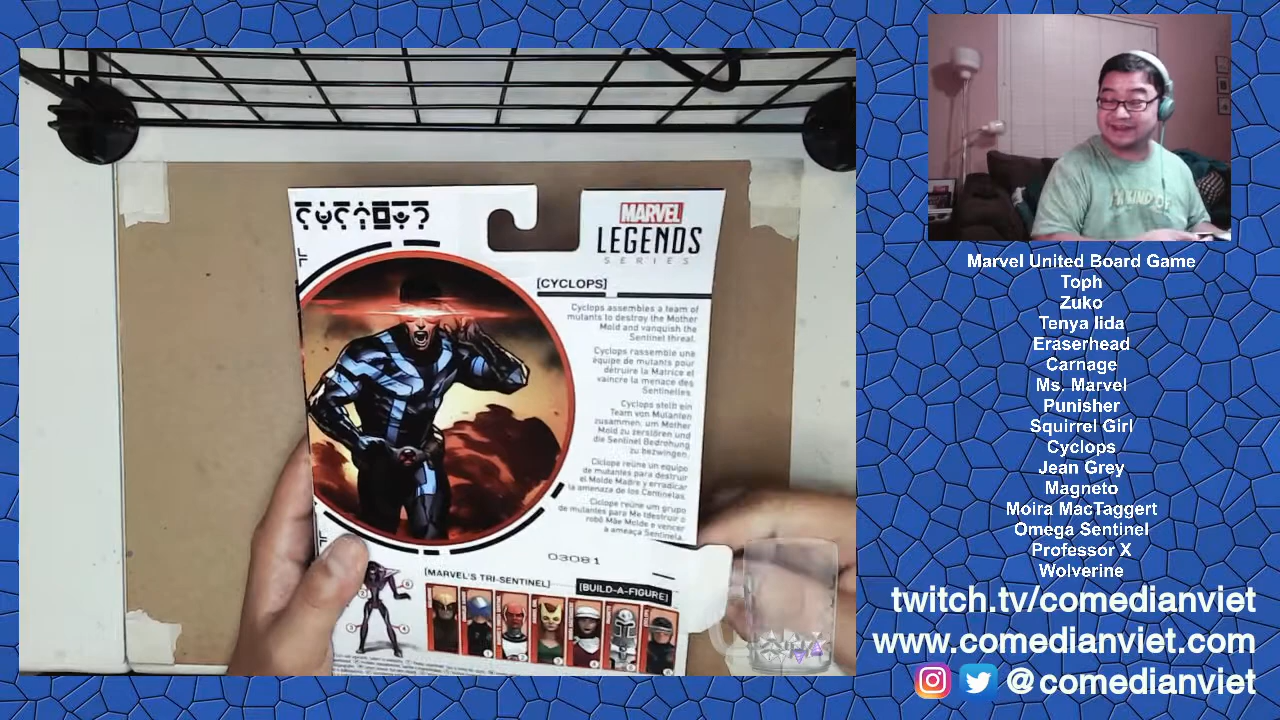 MARVEL
LEGENDS
SERIES
[CYCLOPS]
Cyclops assembles a team of
mutants to destroy the Mother
Mold and vanquish the
Sentinel threat.
Cyclops rassemble une
équipe de mutants pour
détruire la Matrice et
vaincre la menace des
Sentinelles.
Cyclops stellt ein
Team von Mutanten
zusammen, um Mother
Mold zu zerstören und
die Sentinel Bedrohung
zu bezwingen.
Cíclope reúne un equipo
de mutantes para destruir
el Molde Madre y erradicar
la amenaza de los Centinelas.
Ciclope reúne um grupo
de mutantes para
Mãe Molde e vencer
a ameaça Sentinela.
03081
[MARVEL'S TRI-SENTINEL]
[BUILD-A-FIGURE]
Marvel United Board Game
Toph
Zuko
Tenya Iida
Eraserhead
Carnage
Ms. Marvel
Punisher
Squirrel Girl
Cyclops
Jean Grey
Magneto
Moira MacTaggert
Omega Sentinel
Professor X
Wolverine
twitch.tv/comedianviet
www.comedianviet.com
@comedianviet